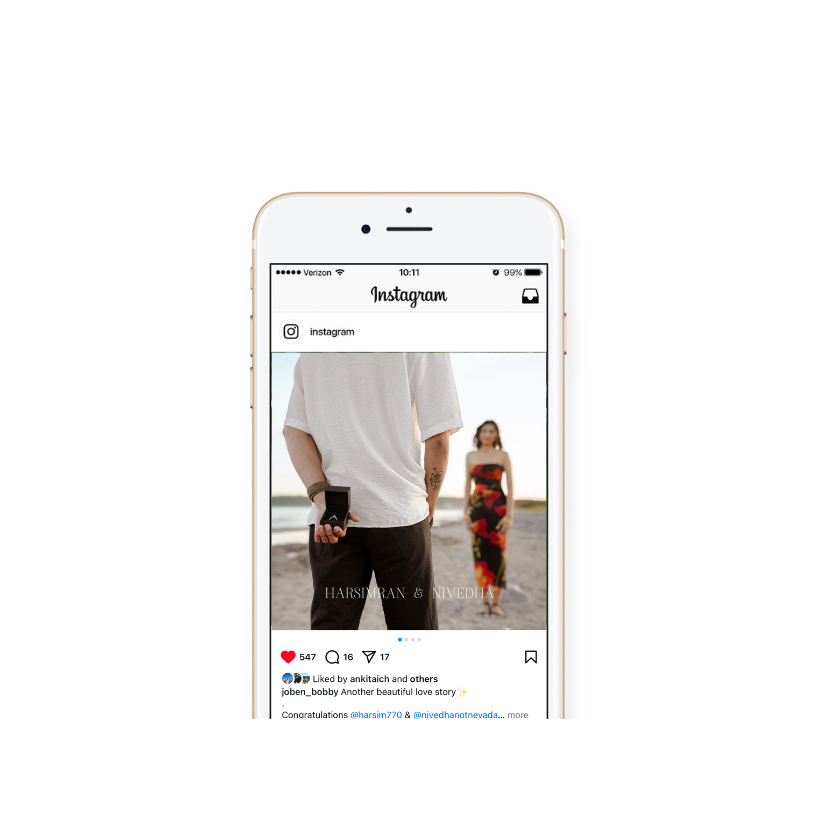 Verizon 10:11 99%
Instagram
instagram
HARSIMRAN & NIVEDHA
547 16 17
Liked by ankitaich and others
joben_bobby Another beautiful love story✨
.
Congratulations @harsim770 & @nivedhanotnevada... more